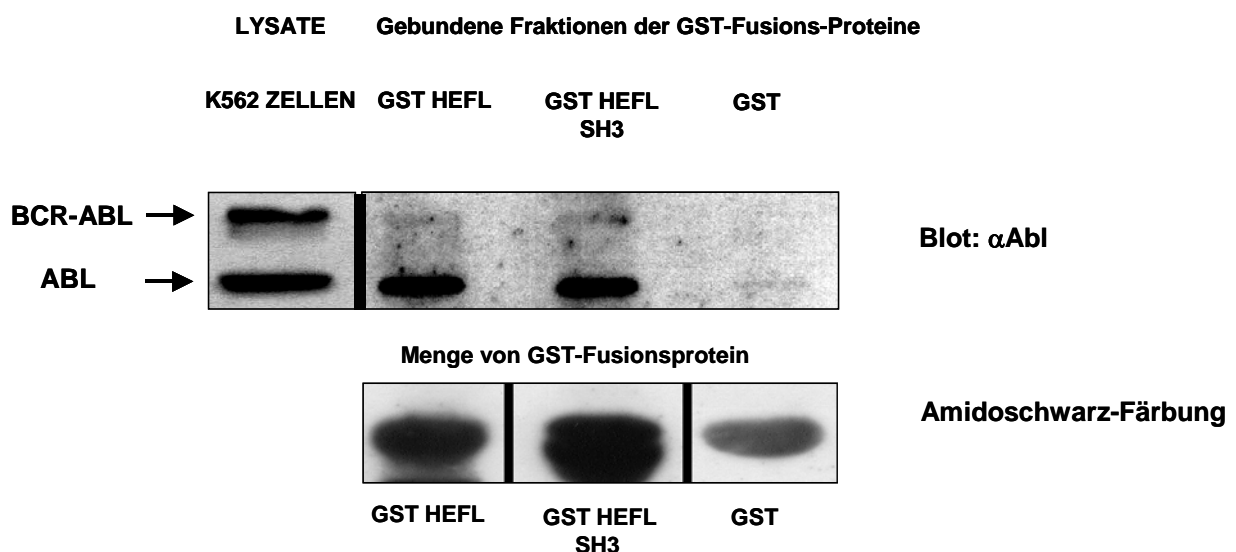 LYSATE Gebundene Fraktionen der GST-Fusions-Proteine
K562 ZELLEN GST HEFL GST HEFL SH3 GST
BCR-ABL
ABL
Blot: αAbl
Menge von GST-Fusionsprotein
Amidoschwarz-Färbung
GST HEFL GST HEFL SH3 GST